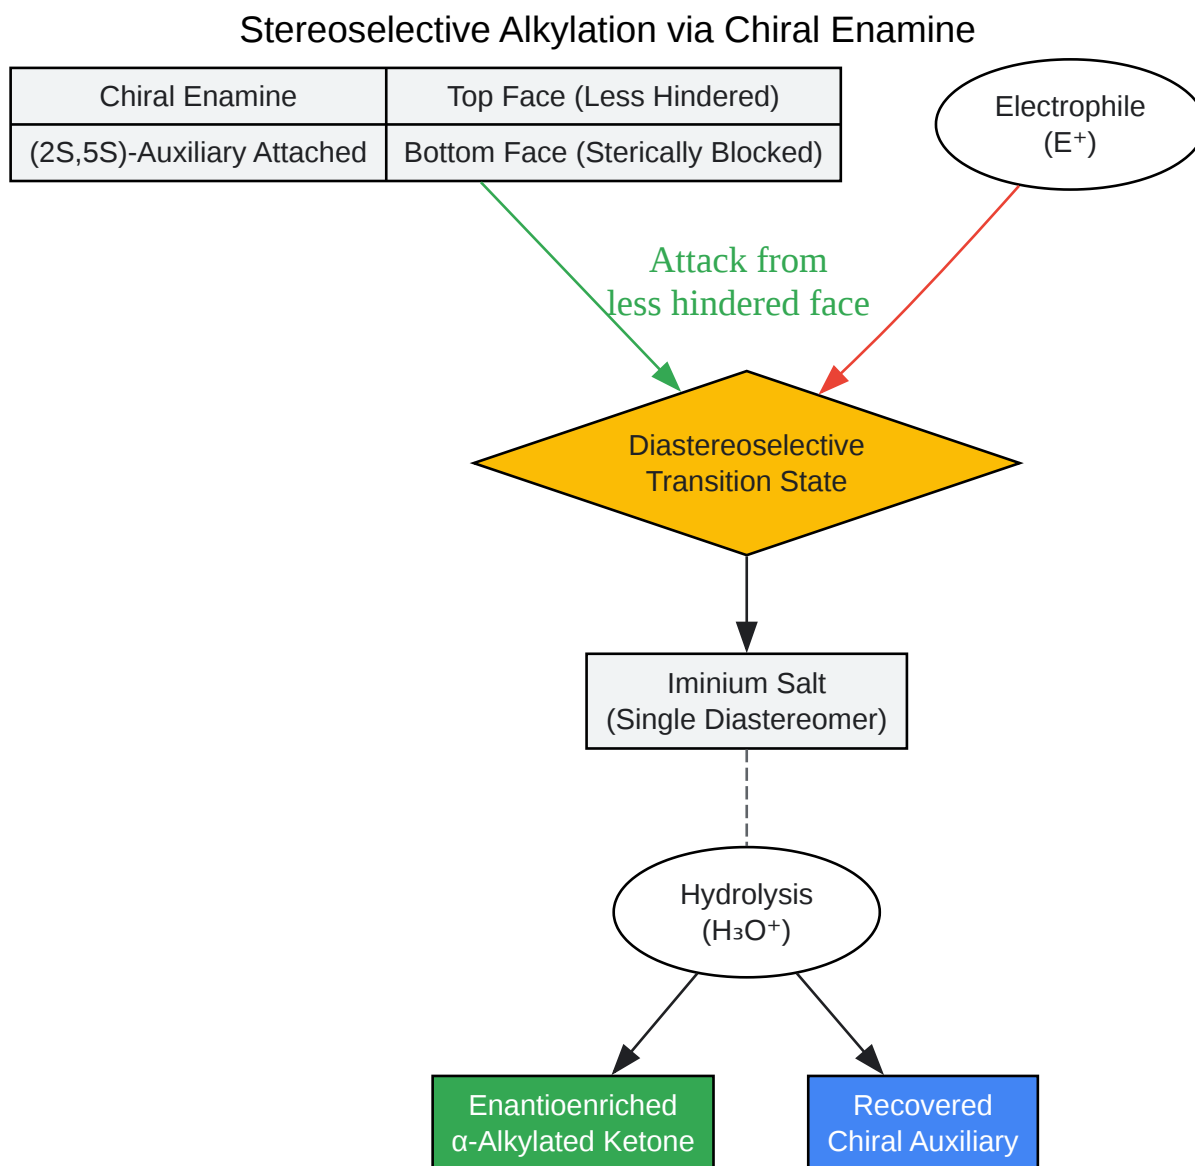 Stereoselective Alkylation via Chiral Enamine
Chiral Enamine
Top Face (Less Hindered)
(2S,5S)-Auxiliary Attached
Bottom Face (Sterically Blocked)
Electrophile
(E⁺)
Attack from
less hindered face
Diastereoselective
Transition State
Iminium Salt
(Single Diastereomer)
Hydrolysis
(H₃O⁺)
Enantioenriched
α-Alkylated Ketone
Recovered
Chiral Auxiliary